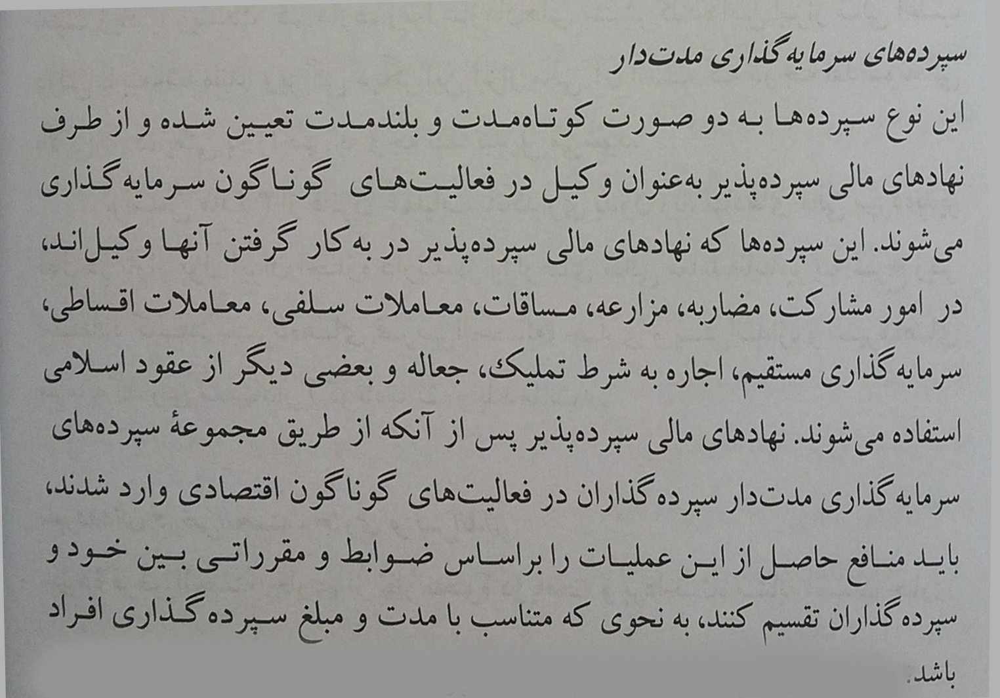 سپرده‌های سرمایه‌گذاری مدت‌دار
این نوع سپرده‌ها به دو صورت کوتاه‌مدت و بلندمدت تعیین شده و از طرف
نهادهای مالی سپرده‌پذیر به‌عنوان وکیل در فعالیت‌های گوناگون سرمایه‌گذاری
می‌شوند. این سپرده‌ها که نهادهای مالی سپرده‌پذیر در به‌کار گرفتن آنها وکیل‌اند،
در امور مشارکت، مضاربه، مزارعه، مساقات، معاملات سلفی، معاملات اقساطی،
سرمایه‌گذاری مستقیم، اجاره به شرط تملیک، جعاله و بعضی دیگر از عقود اسلامی
استفاده می‌شوند. نهادهای مالی سپرده‌پذیر پس از آنکه از طریق مجموعهٔ سپرده‌های
سرمایه‌گذاری مدت‌دار سپرده‌گذاران در فعالیت‌های گوناگون اقتصادی وارد شدند،
باید منافع حاصل از این عملیات را براساس ضوابط و مقرراتی بین خود و
سپرده‌گذاران تقسیم کنند، به نحوی که متناسب با مدت و مبلغ سپرده‌گذاری افراد
باشد.